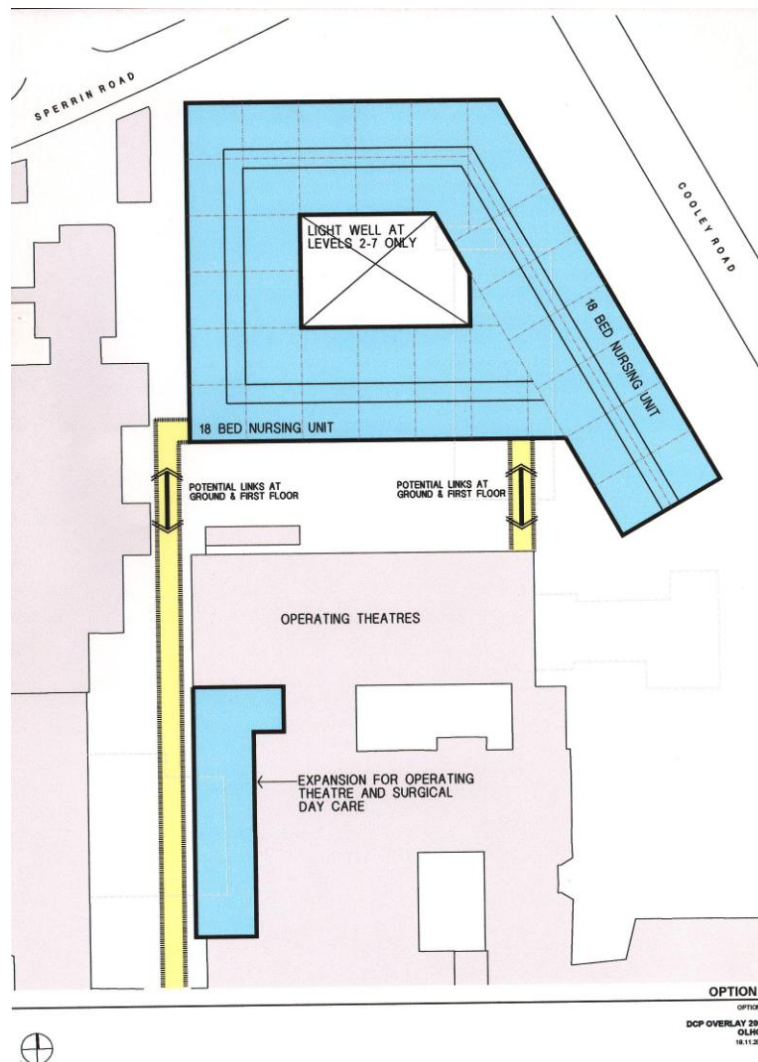 SPERRIN ROAD
COOLEY ROAD
LIGHT WELL AT
LEVELS 2-7 ONLY
18 BED NURSING UNIT
18 BED NURSING UNIT
POTENTIAL LINKS AT
GROUND & FIRST FLOOR
POTENTIAL LINKS AT
GROUND & FIRST FLOOR
OPERATING THEATRES
EXPANSION FOR OPERATING
THEATRE AND SURGICAL
DAY CARE
OPTION
DCP OVERLAY